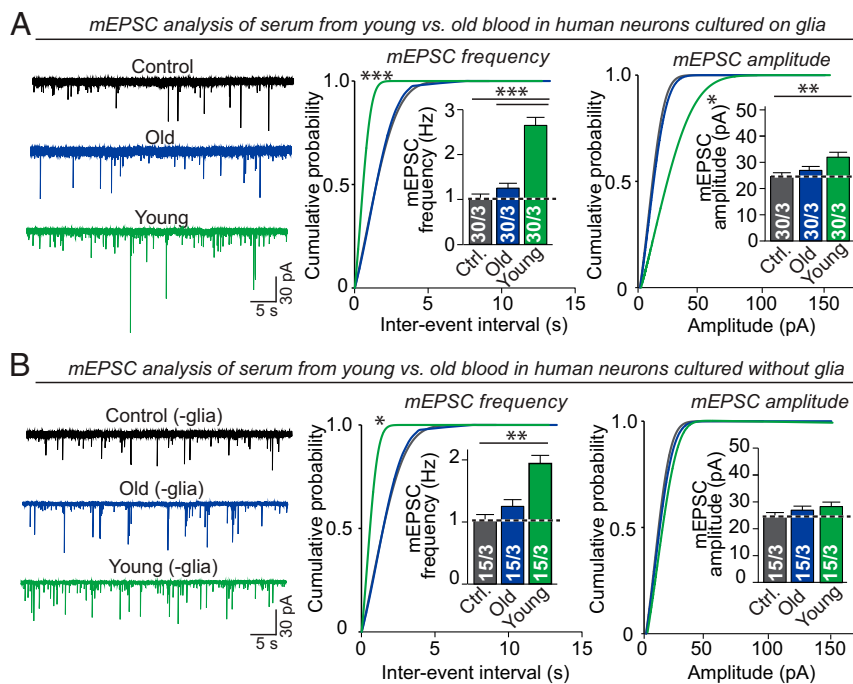 A
mEPSC analysis of serum from young vs. old blood in human neurons cultured on glia
Control
Old
Young
5 s
30 pA
mEPSC frequency
Cumulative probability
1.0
0.5
0
***
0 5 10 15
Inter-event interval (s)
mEPSC
frequency (Hz)
3
2
1
0
***
30/3
30/3
30/3
Ctrl.
Old
Young
mEPSC amplitude
Cumulative probability
1.0
0.5
0
*
0 50 100 150
Amplitude (pA)
mEPSC
amplitude (pA)
50
40
30
20
10
0
**
30/3
30/3
30/3
Ctrl.
Old
Young
B
mEPSC analysis of serum from young vs. old blood in human neurons cultured without glia
Control (-glia)
Old (-glia)
Young (-glia)
5 s
30 pA
mEPSC frequency
Cumulative probability
1.0
0.5
0
*
0 5 10 15
Inter-event interval (s)
mEPSC
frequency (Hz)
2
1
0
**
15/3
15/3
15/3
Ctrl.
Old
Young
mEPSC amplitude
Cumulative probability
1.0
0.5
0
0 50 100 150
Amplitude (pA)
mEPSC
amplitude (pA)
50
40
30
20
10
0
15/3
15/3
15/3
Ctrl.
Old
Young